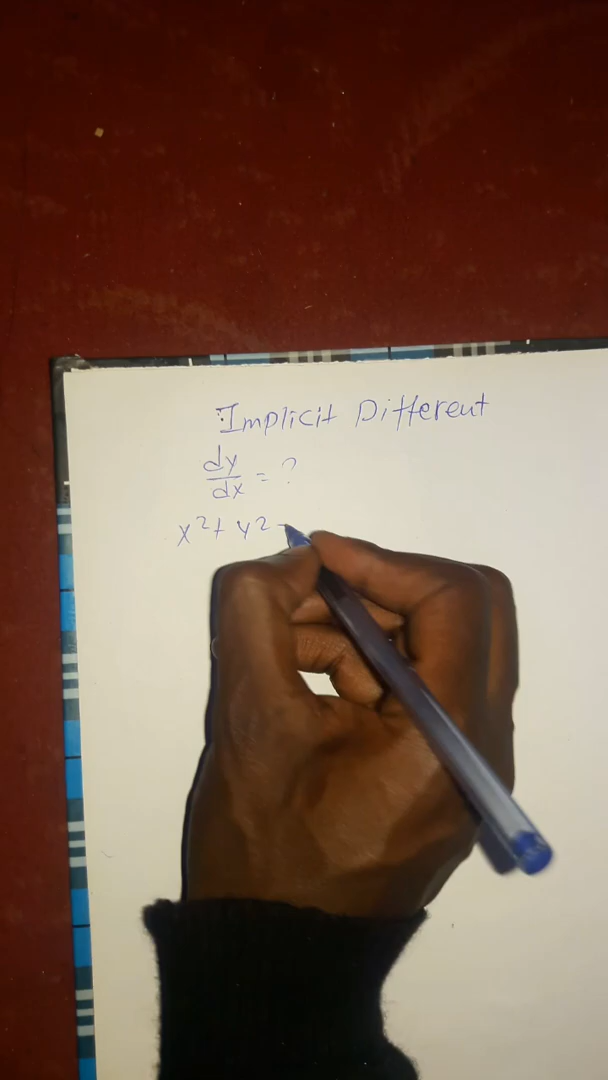 Implicit Different
dy/dx = ?
x² + y² -